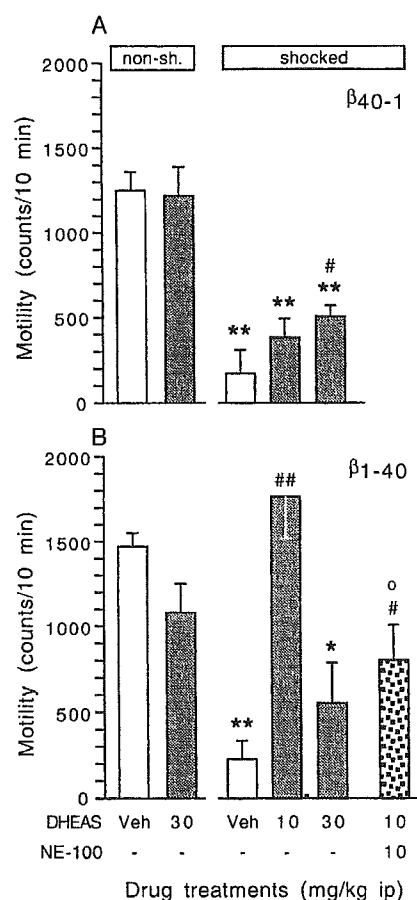 A
non-sh. shocked
β40-1
2000
1500
1000
500
0
Motility (counts/10 min)
**
**
#
**
B
β1-40
2000
1500
1000
500
0
Motility (counts/10 min)
**
##
*
o
#
DHEAS Veh 30 Veh 10 30 10
NE-100 - - - - - 10
Drug treatments (mg/kg ip)